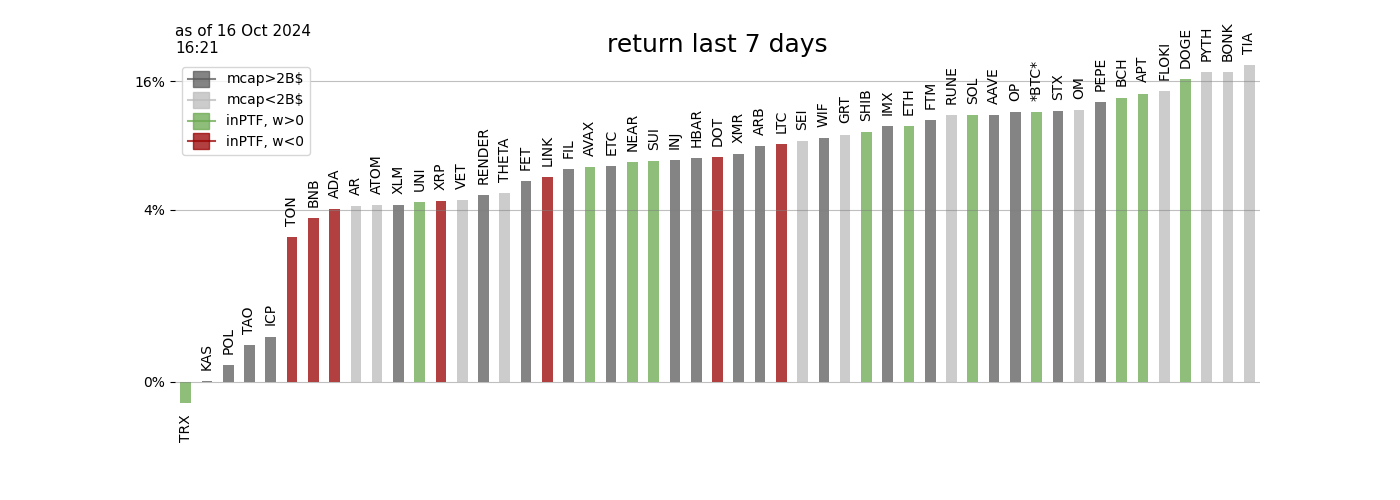 as of 16 Oct 2024
16:21
return last 7 days
mcap>2B$
mcap<2B$
inPTF, w>0
inPTF, w<0
16%
4%
0%
TRX
KAS
POL
TAO
ICP
TON
BNB
ADA
AR
ATOM
XLM
UNI
XRP
VET
RENDER
THETA
FET
LINK
FIL
AVAX
ETC
NEAR
SUI
INJ
HBAR
DOT
XMR
ARB
LTC
SEI
WIF
GRT
SHIB
IMX
ETH
FTM
RUNE
SOL
AAVE
OP
*BTC*
STX
OM
PEPE
BCH
APT
FLOKI
DOGE
PYTH
BONK
TIA